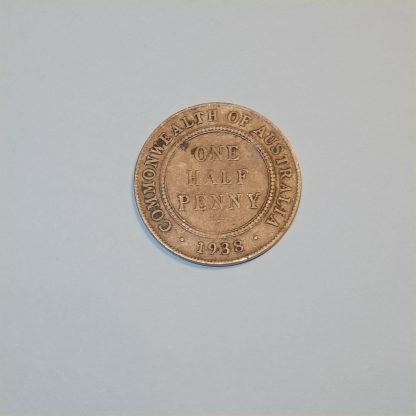 COMMONWEALTH OF AUSTRALIA
ONE
HALF
PENNY
1938